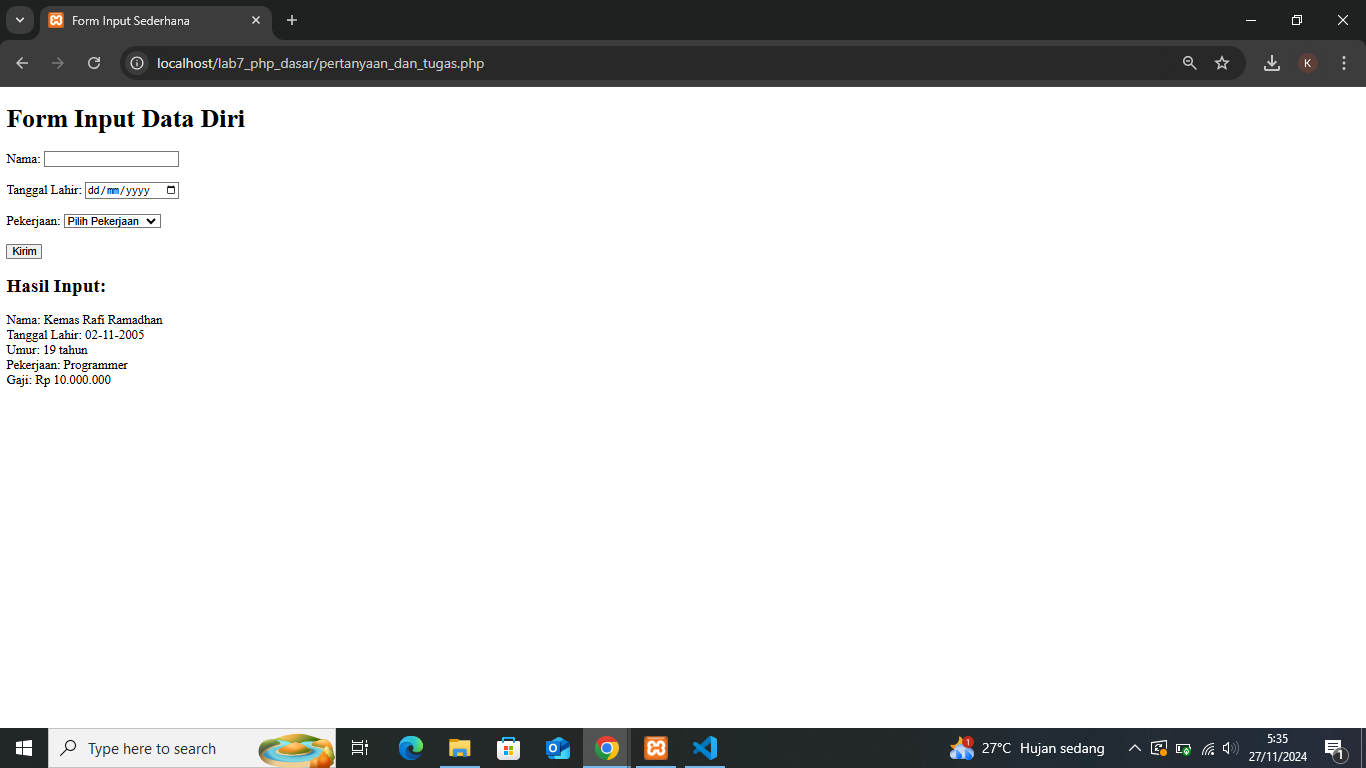 Form Input Sederhana
localhost/lab7_php_dasar/pertanyaan_dan_tugas.php
K
Form Input Data Diri
Nama:
Tanggal Lahir: dd/mm/yyyy
Pekerjaan: Pilih Pekerjaan
Kirim
Hasil Input:
Nama: Kemas Rafi Ramadhan
Tanggal Lahir: 02-11-2005
Umur: 19 tahun
Pekerjaan: Programmer
Gaji: Rp 10.000.000
Type here to search
1
27°C Hujan sedang
5:35
27/11/2024
1